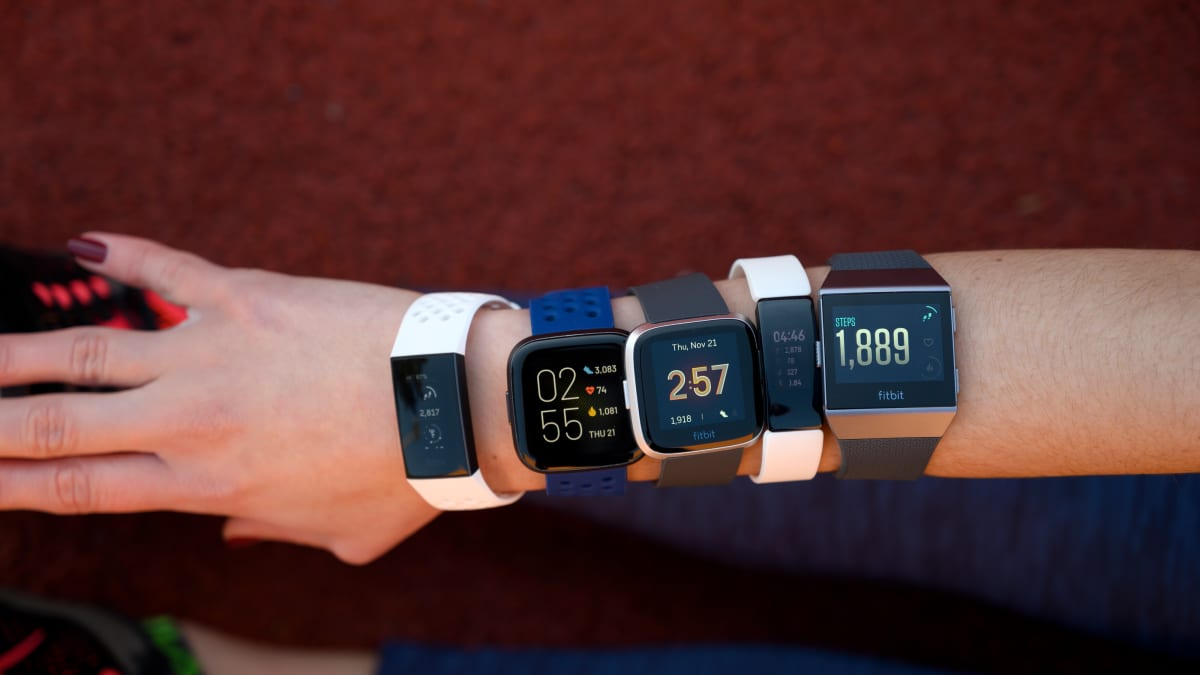 2,817
02
55
3,083
74
1,081
THU 21
Thu, Nov 21
2:57
1,918
fitbit
04:46
STEPS
1,889
fitbit